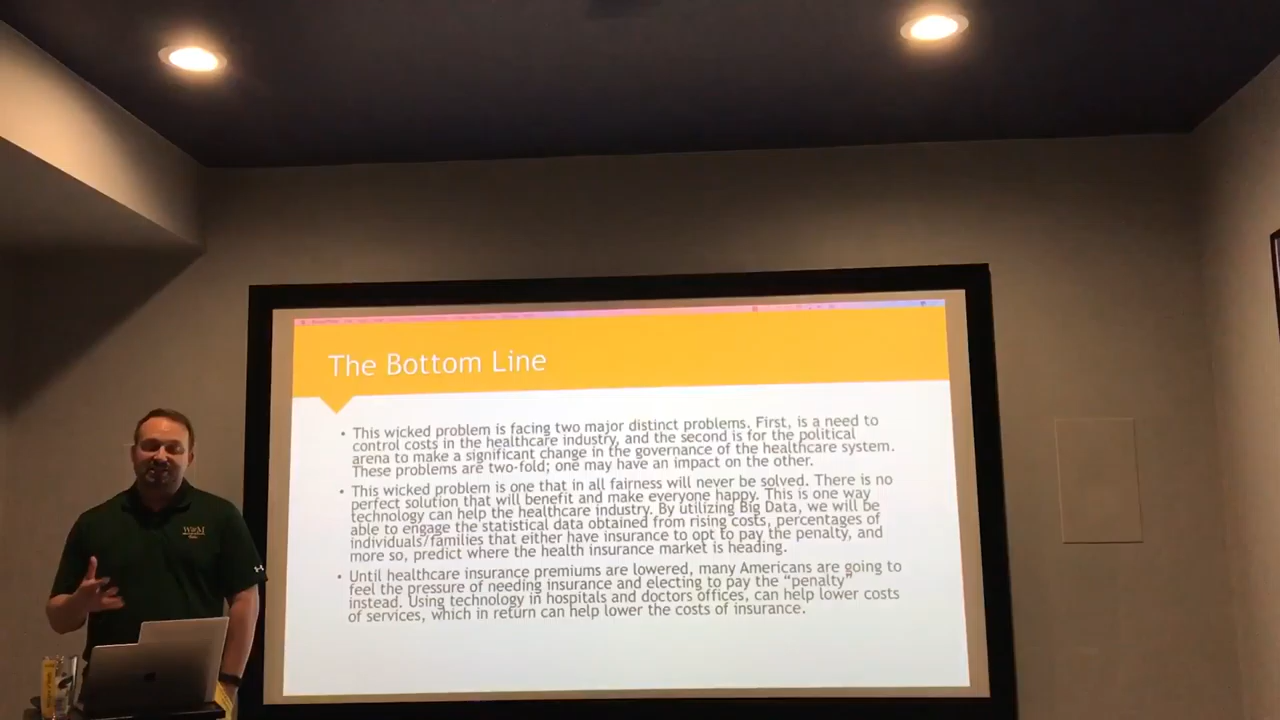 The Bottom Line
• This wicked problem is facing two major distinct problems. First, is a need to
control costs in the healthcare industry, and the second is for the political
arena to make a significant change in the governance of the healthcare system.
These problems are two-fold; one may have an impact on the other.
• This wicked problem is one that in all fairness will never be solved. There is no
perfect solution that will benefit and make everyone happy. This is one way
technology can help the healthcare industry. By utilizing Big Data, we will be
able to engage the statistical data obtained from rising costs, percentages of
individuals/families that either have insurance to opt to pay the penalty, and
more so, predict where the health insurance market is heading.
• Until healthcare insurance premiums are lowered, many Americans are going to
feel the pressure of needing insurance and electing to pay the “penalty”
instead. Using technology in hospitals and doctors offices, can help lower costs
of services, which in return can help lower the costs of insurance.